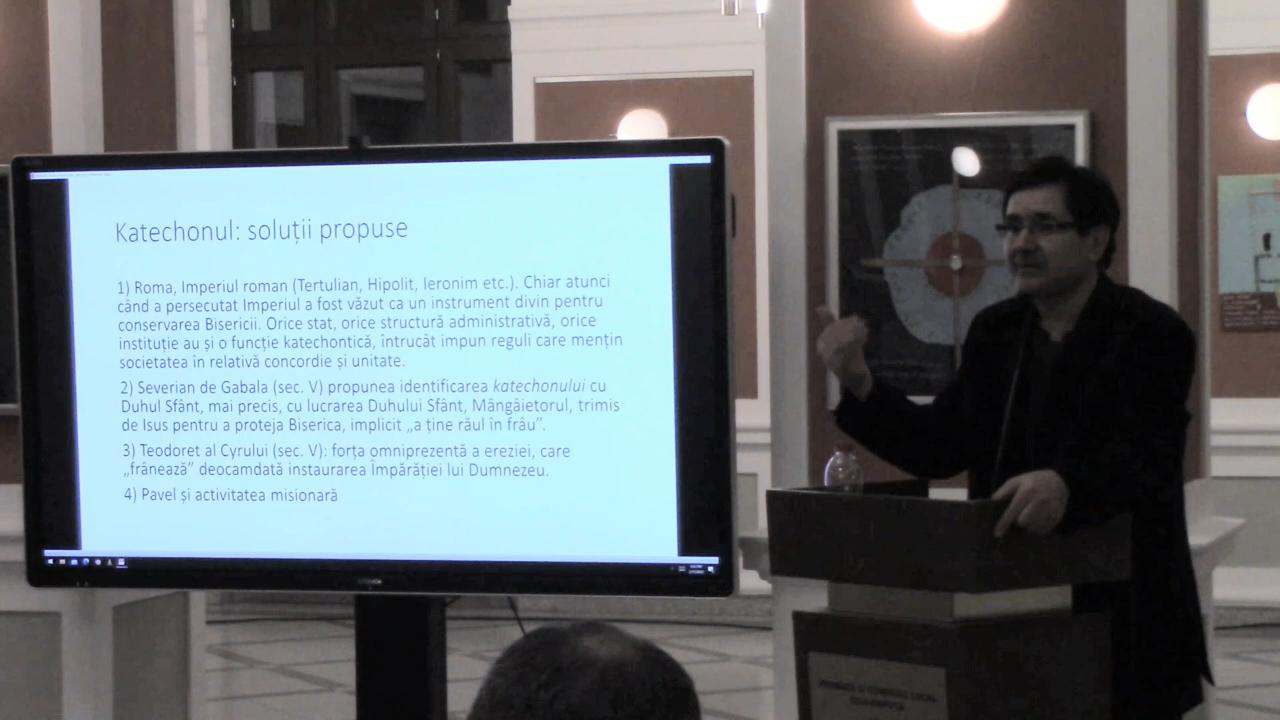 Katechonul: soluții propuse
1) Roma, Imperiul roman (Tertulian, Hipolit, Ieronim etc.). Chiar atunci
când a persecutat Imperiul a fost văzut ca un instrument divin pentru
conservarea Bisericii. Orice stat, orice structură administrativă, orice
instituție au și o funcție katechontică, întrucât impun reguli care mențin
societatea în relativă concordie și unitate.
2) Severian de Gabala (sec. V) propunea identificarea katechonului cu
Duhul Sfânt, mai precis, cu lucrarea Duhului Sfânt, Mângâietorul, trimis
de Isus pentru a proteja Biserica, implicit „a ține răul în frâu”.
3) Teodoret al Cyrului (sec. V): forța omniprezentă a ereziei, care
„frânează” deocamdată instaurarea Împărăției lui Dumnezeu.
4) Pavel și activitatea misionară